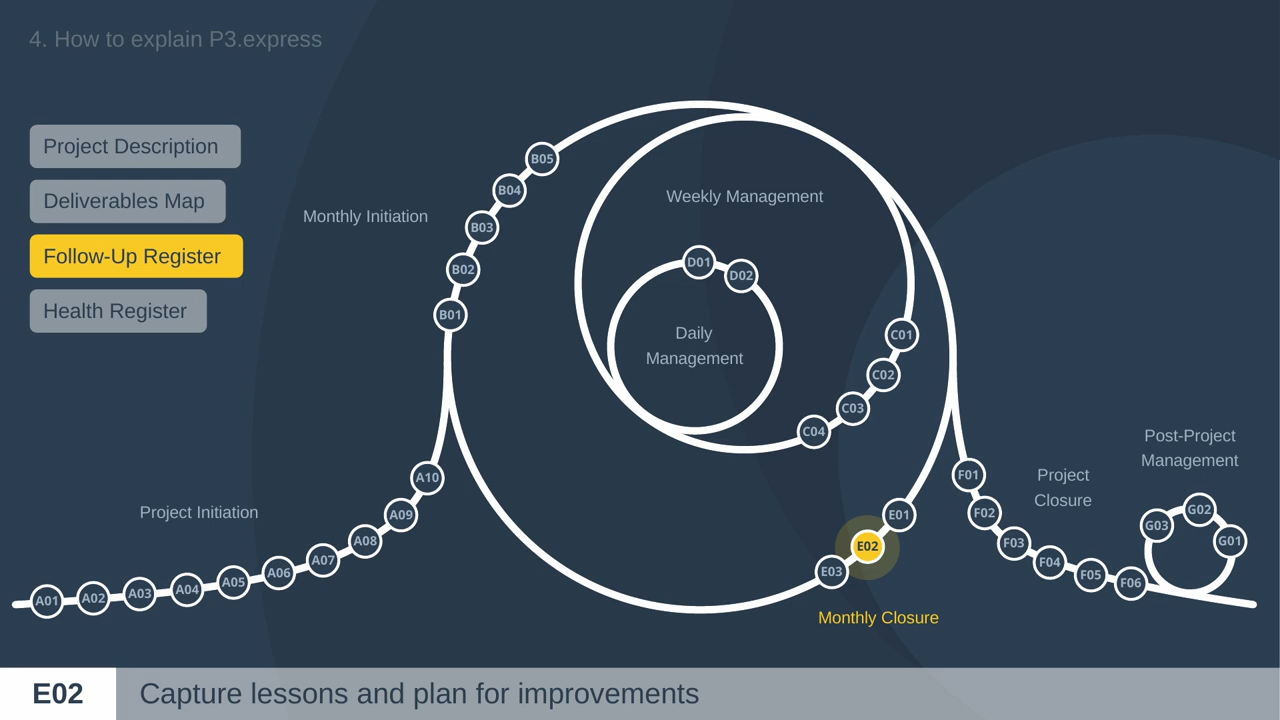 4. How to explain P3.express
Project Description
Deliverables Map
Follow-Up Register
Health Register
Monthly Initiation
B05
B04
B03
B02
B01
Weekly Management
D01
D02
Daily
Management
C01
C02
C03
C04
Project Initiation
A01
A02
A03
A04
A05
A06
A07
A08
A09
A10
E01
E02
E03
Monthly Closure
Project
Closure
F01
F02
F03
F04
F05
F06
Post-Project
Management
G03
G02
G01
E02
Capture lessons and plan for improvements